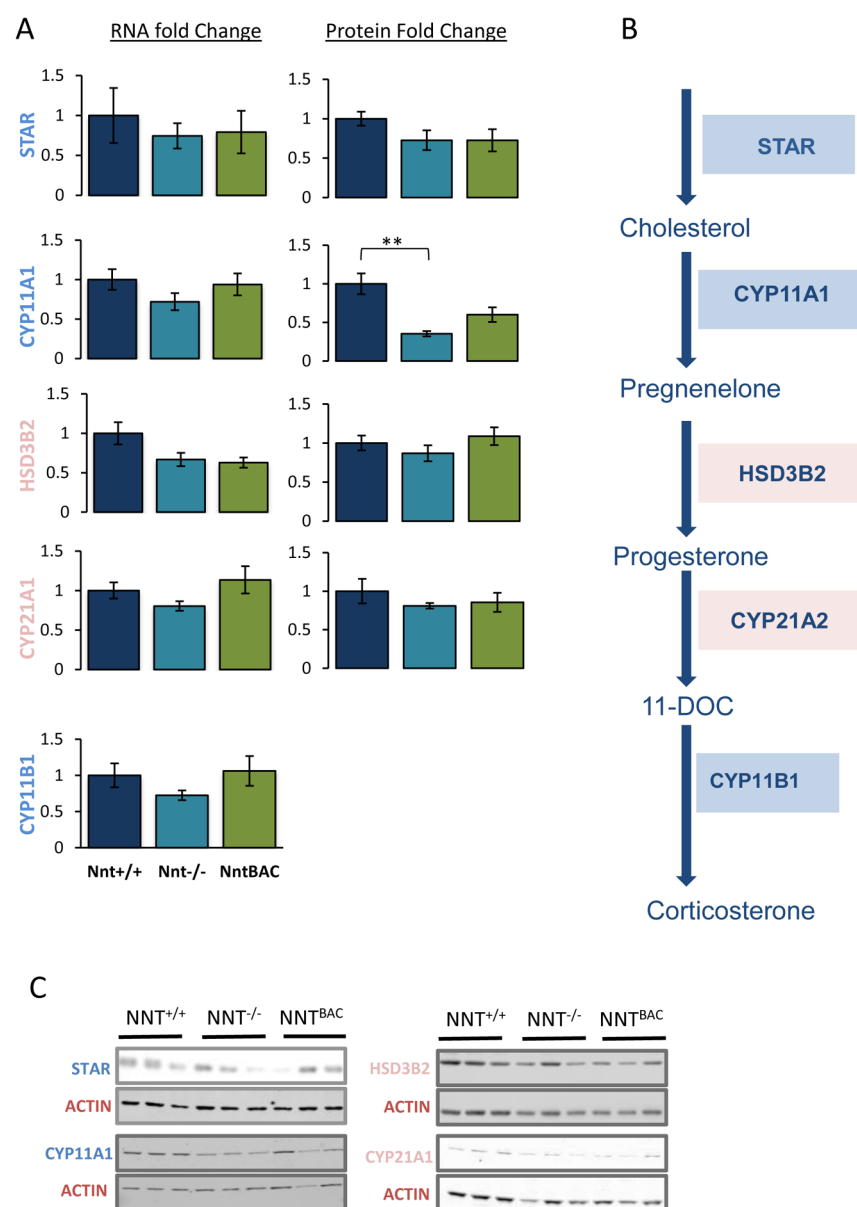 A
RNA fold Change
Protein Fold Change
B
STAR
1.5
1
0.5
0
1.5
1
0.5
0
CYP11A1
1.5
1
0.5
0
1.5
1
0.5
0
**
HSD3B2
1.5
1
0.5
0
1.5
1
0.5
0
CYP21A1
1.5
1
0.5
0
1.5
1
0.5
0
CYP11B1
1.5
1
0.5
0
Nnt+/+ Nnt-/- NntBAC
STAR
Cholesterol
CYP11A1
Pregnenelone
HSD3B2
Progesterone
CYP21A2
11-DOC
CYP11B1
Corticosterone
C
NNT+/+ NNT-/- NNTBAC
STAR
ACTIN
CYP11A1
ACTIN
NNT+/+ NNT-/- NNTBAC
HSD3B2
ACTIN
CYP21A1
ACTIN